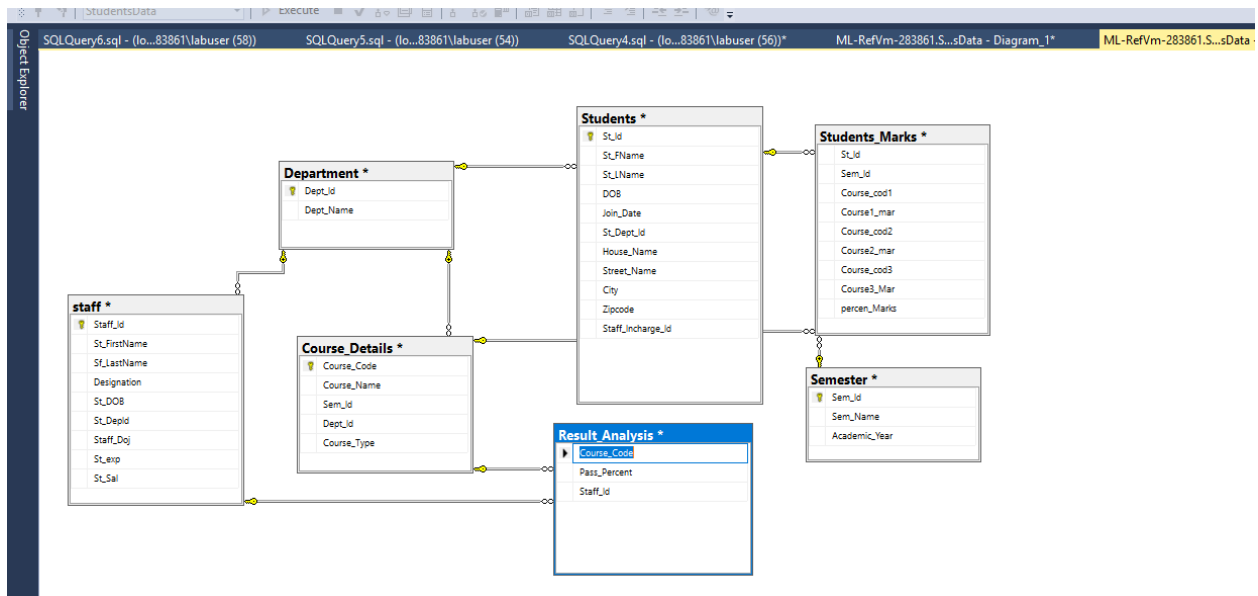 StudentsData
Execute
Object Explorer
SQLQuery6.sql - (lo...83861\labuser (58))
SQLQuery5.sql - (lo...83861\labuser (54))
SQLQuery4.sql - (lo...83861\labuser (56))*
ML-RefVm-283861.S...sData - Diagram_1*
ML-RefVm-283861.S...sData -
Students *
St_Id
St_FName
St_LName
DOB
Join_Date
St_Dept_Id
House_Name
Street_Name
City
Zipcode
Staff_Incharge_Id
Students_Marks *
St_Id
Sem_Id
Course_cod1
Course1_mar
Course_cod2
Course2_mar
Course_cod3
Course3_Mar
percen_Marks
Department *
Dept_Id
Dept_Name
staff *
Staff_Id
St_FirstName
Sf_LastName
Designation
St_DOB
St_DepId
Staff_Doj
St_exp
St_Sal
Course_Details *
Course_Code
Course_Name
Sem_Id
Dept_Id
Course_Type
Semester *
Sem_Id
Sem_Name
Academic_Year
Result_Analysis *
Course_Code
Pass_Percent
Staff_Id